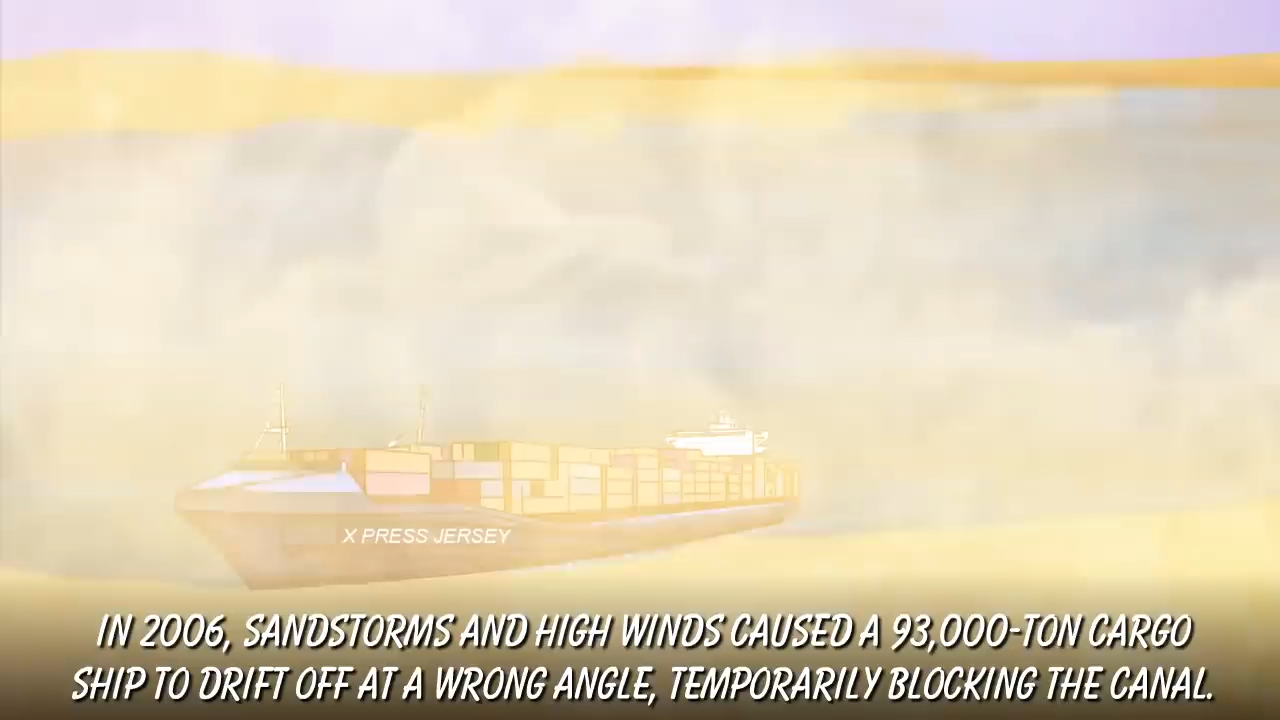 X PRESS JERSEY
IN 2006, SANDSTORMS AND HIGH WINDS CAUSED A 93,000-TON CARGO
SHIP TO DRIFT OFF AT A WRONG ANGLE, TEMPORARILY BLOCKING THE CANAL.